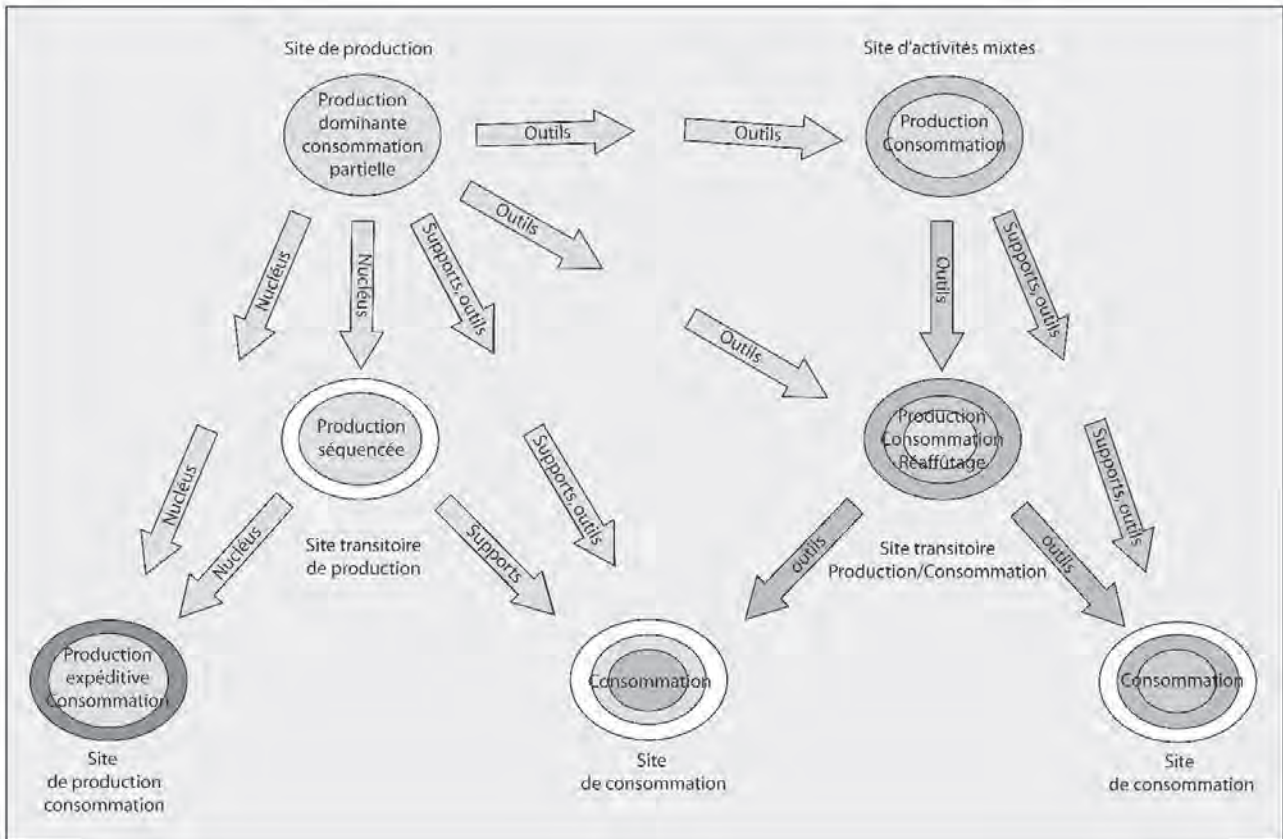 Site de production
Site d'activités mixtes
Production
dominante
consommation
partielle
Outils
Outils
Production
Consommation
Outils
Nucléus
Nucléus
Supports, outils
Outils
Supports, outils
Outils
Production
séquencée
Production
Consommation
Réaffûtage
Nucléus
Supports, outils
Supports, outils
Nucléus
Site transitoire
de production
Supports
outils
Site transitoire
Production/Consommation
outils
Production
expéditive
Consommation
Consommation
Consommation
Site
de production
consommation
Site
de consommation
Site
de consommation